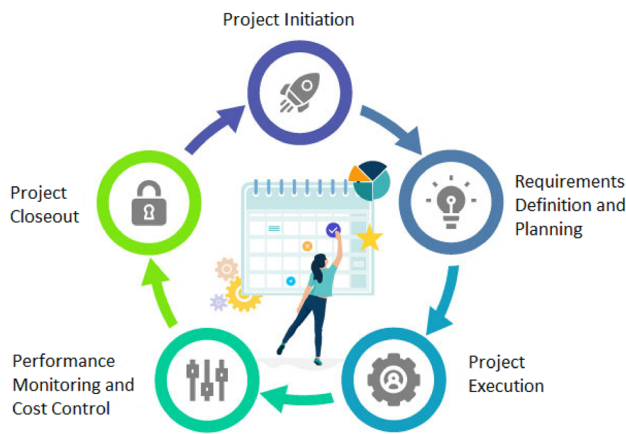 Project Initiation
Requirements
Definition and
Planning
Project
Execution
Performance
Monitoring and
Cost Control
Project
Closeout